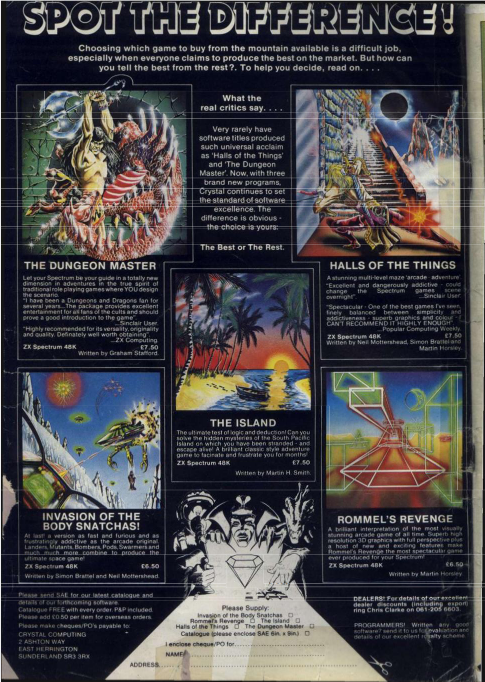 SPOT THE DIFFERENCE!
Choosing which game to buy from the mountain available is a difficult job,
especially when everyone claims to produce the best on the market. But how can
you tell the best from the rest?. To help you decide, read on. . . .
What the
real critics say. . . .
Very rarely have
software titles produced
such universal acclaim
as 'Halls of the Things'
and 'The Dungeon
Master'. Now, with three
brand new programs,
Crystal continues to set
the standard of software
excellence. The
difference is obvious -
the choice is yours:
The Best or The Rest.
THE DUNGEON MASTER
Let your Spectrum be your guide in a totally new
dimension in adventures in the true spirit of
traditional role playing games where YOU design
the scenario.
"I have been a Dungeons and Dragons fan for
several years...The package provides excellent
entertainment for all fans of the cults and should
prove a good introduction to the game"
...Sinclair User.
"Highly recommended for its versatility, originality
and quality. Definately well worth obtaining".
...ZX Computing.
ZX Spectrum 48K £7.50
Written by Graham Stafford.
HALLS OF THE THINGS
A stunning multi-level maze 'arcade adventure'
"Excellent and dangerously addictive - could
change the Spectrum games scene
overnight".
...Sinclair User.
"Spectacular - One of the best games I've seen,
finely balanced between simplicity and
addictiveness - superb graphics and colour - I
CAN'T RECOMMEND IT HIGHLY ENOUGH"
...Popular Computing Weekly.
ZX Spectrum 48K £7.50
Written by Neil Mottershead, Simon Brattel and
Martin Horsley.
THE ISLAND
The ultimate test of logic and deduction! Can you
solve the hidden mysteries of the South Pacific
Island on which you have been stranded - and
escape alive! A brilliant classic style adventure
game to facinate and frustrate you for months!
ZX Spectrum 48K £7.50
Written by Martin H. Smith
INVASION OF THE
BODY SNATCHAS!
At last a version as fast and furious and as
frustratingly addictive as the arcade original.
Landers, Mutants, Bombers, Pods, Swarmers and
much much more combine to produce the
ultimate space game!
ZX Spectrum 48K £6.50
Written by Simon Brattel and Neil Mottershead.
ROMMEL'S REVENGE
A brilliant interpretation of the most visually
stunning arcade game of all time. Superb high
resolution 3D graphics with full perspective plus
a host of new and exciting features make
Rommel's Revenge the most spectacular game
ever produced for your Spectrum!
ZX Spectrum 48K £6.50
Written by Martin Horsley
Please send SAE for our latest catalogue and
details of our forthcoming software.
Catalogue FREE with every order. P&P included.
Please add £0.50 per item for overseas orders.
Please make cheques/PO's payable to:
CRYSTAL COMPUTING
2 ASHTON WAY
EAST HERRINGTON
SUNDERLAND SR3 3RX
Please Supply:
Invasion of the Body Snatchas
Rommel's Revenge The Island
Halls of the Things The Dungeon Master
Catalogue (please enclose SAE 6in. x 9in.)
I enclose cheque/PO for
NAME
ADDRESS
DEALERS! For details of our excellent
dealer discounts (including export)
ring Chris Clarke on 061-205 6603.
PROGRAMMERS! Written any good
software? send it to us for evaluation and
details of our excellent royalty scheme.